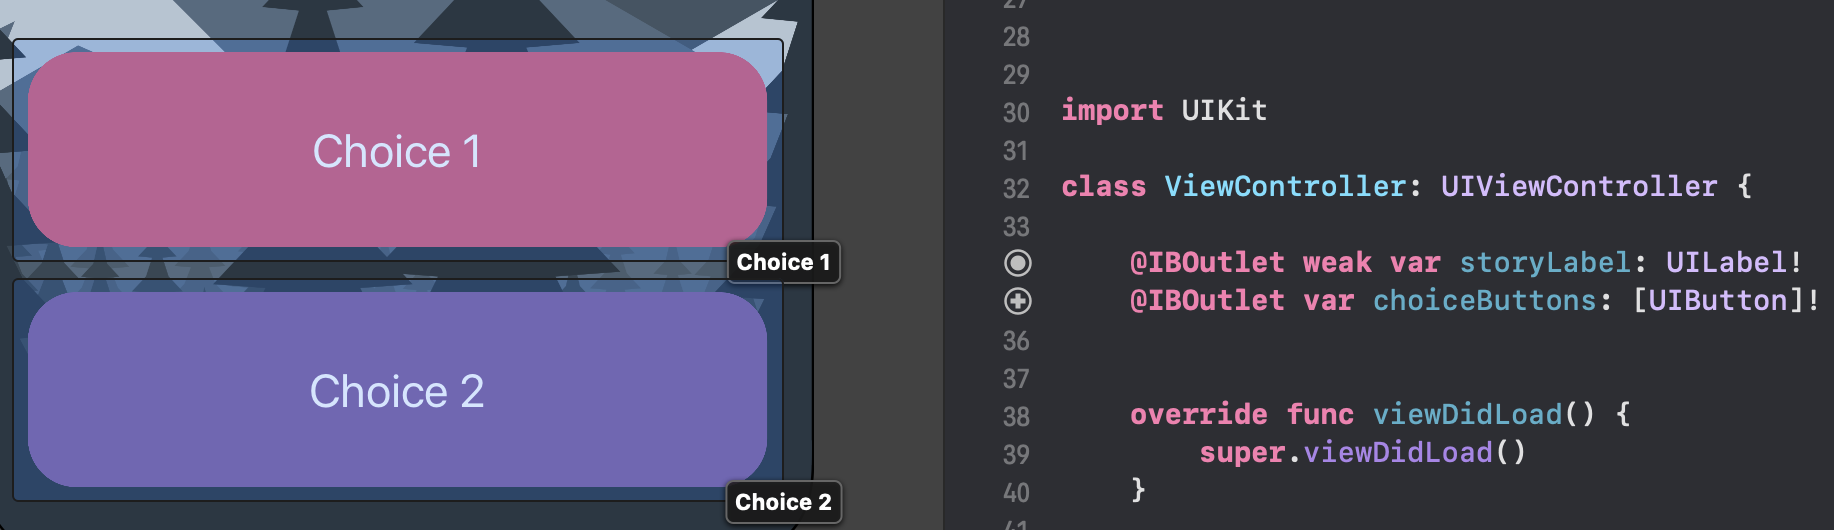 Choice 1
Choice 1
Choice 2
Choice 2
27
28
29
30 import UIKit
31
32 class ViewController: UIViewController {
33
@IBOutlet weak var storyLabel: UILabel!
@IBOutlet var choiceButtons: [UIButton]!
36
37
38 override func viewDidLoad() {
39 super.viewDidLoad()
40 }
41